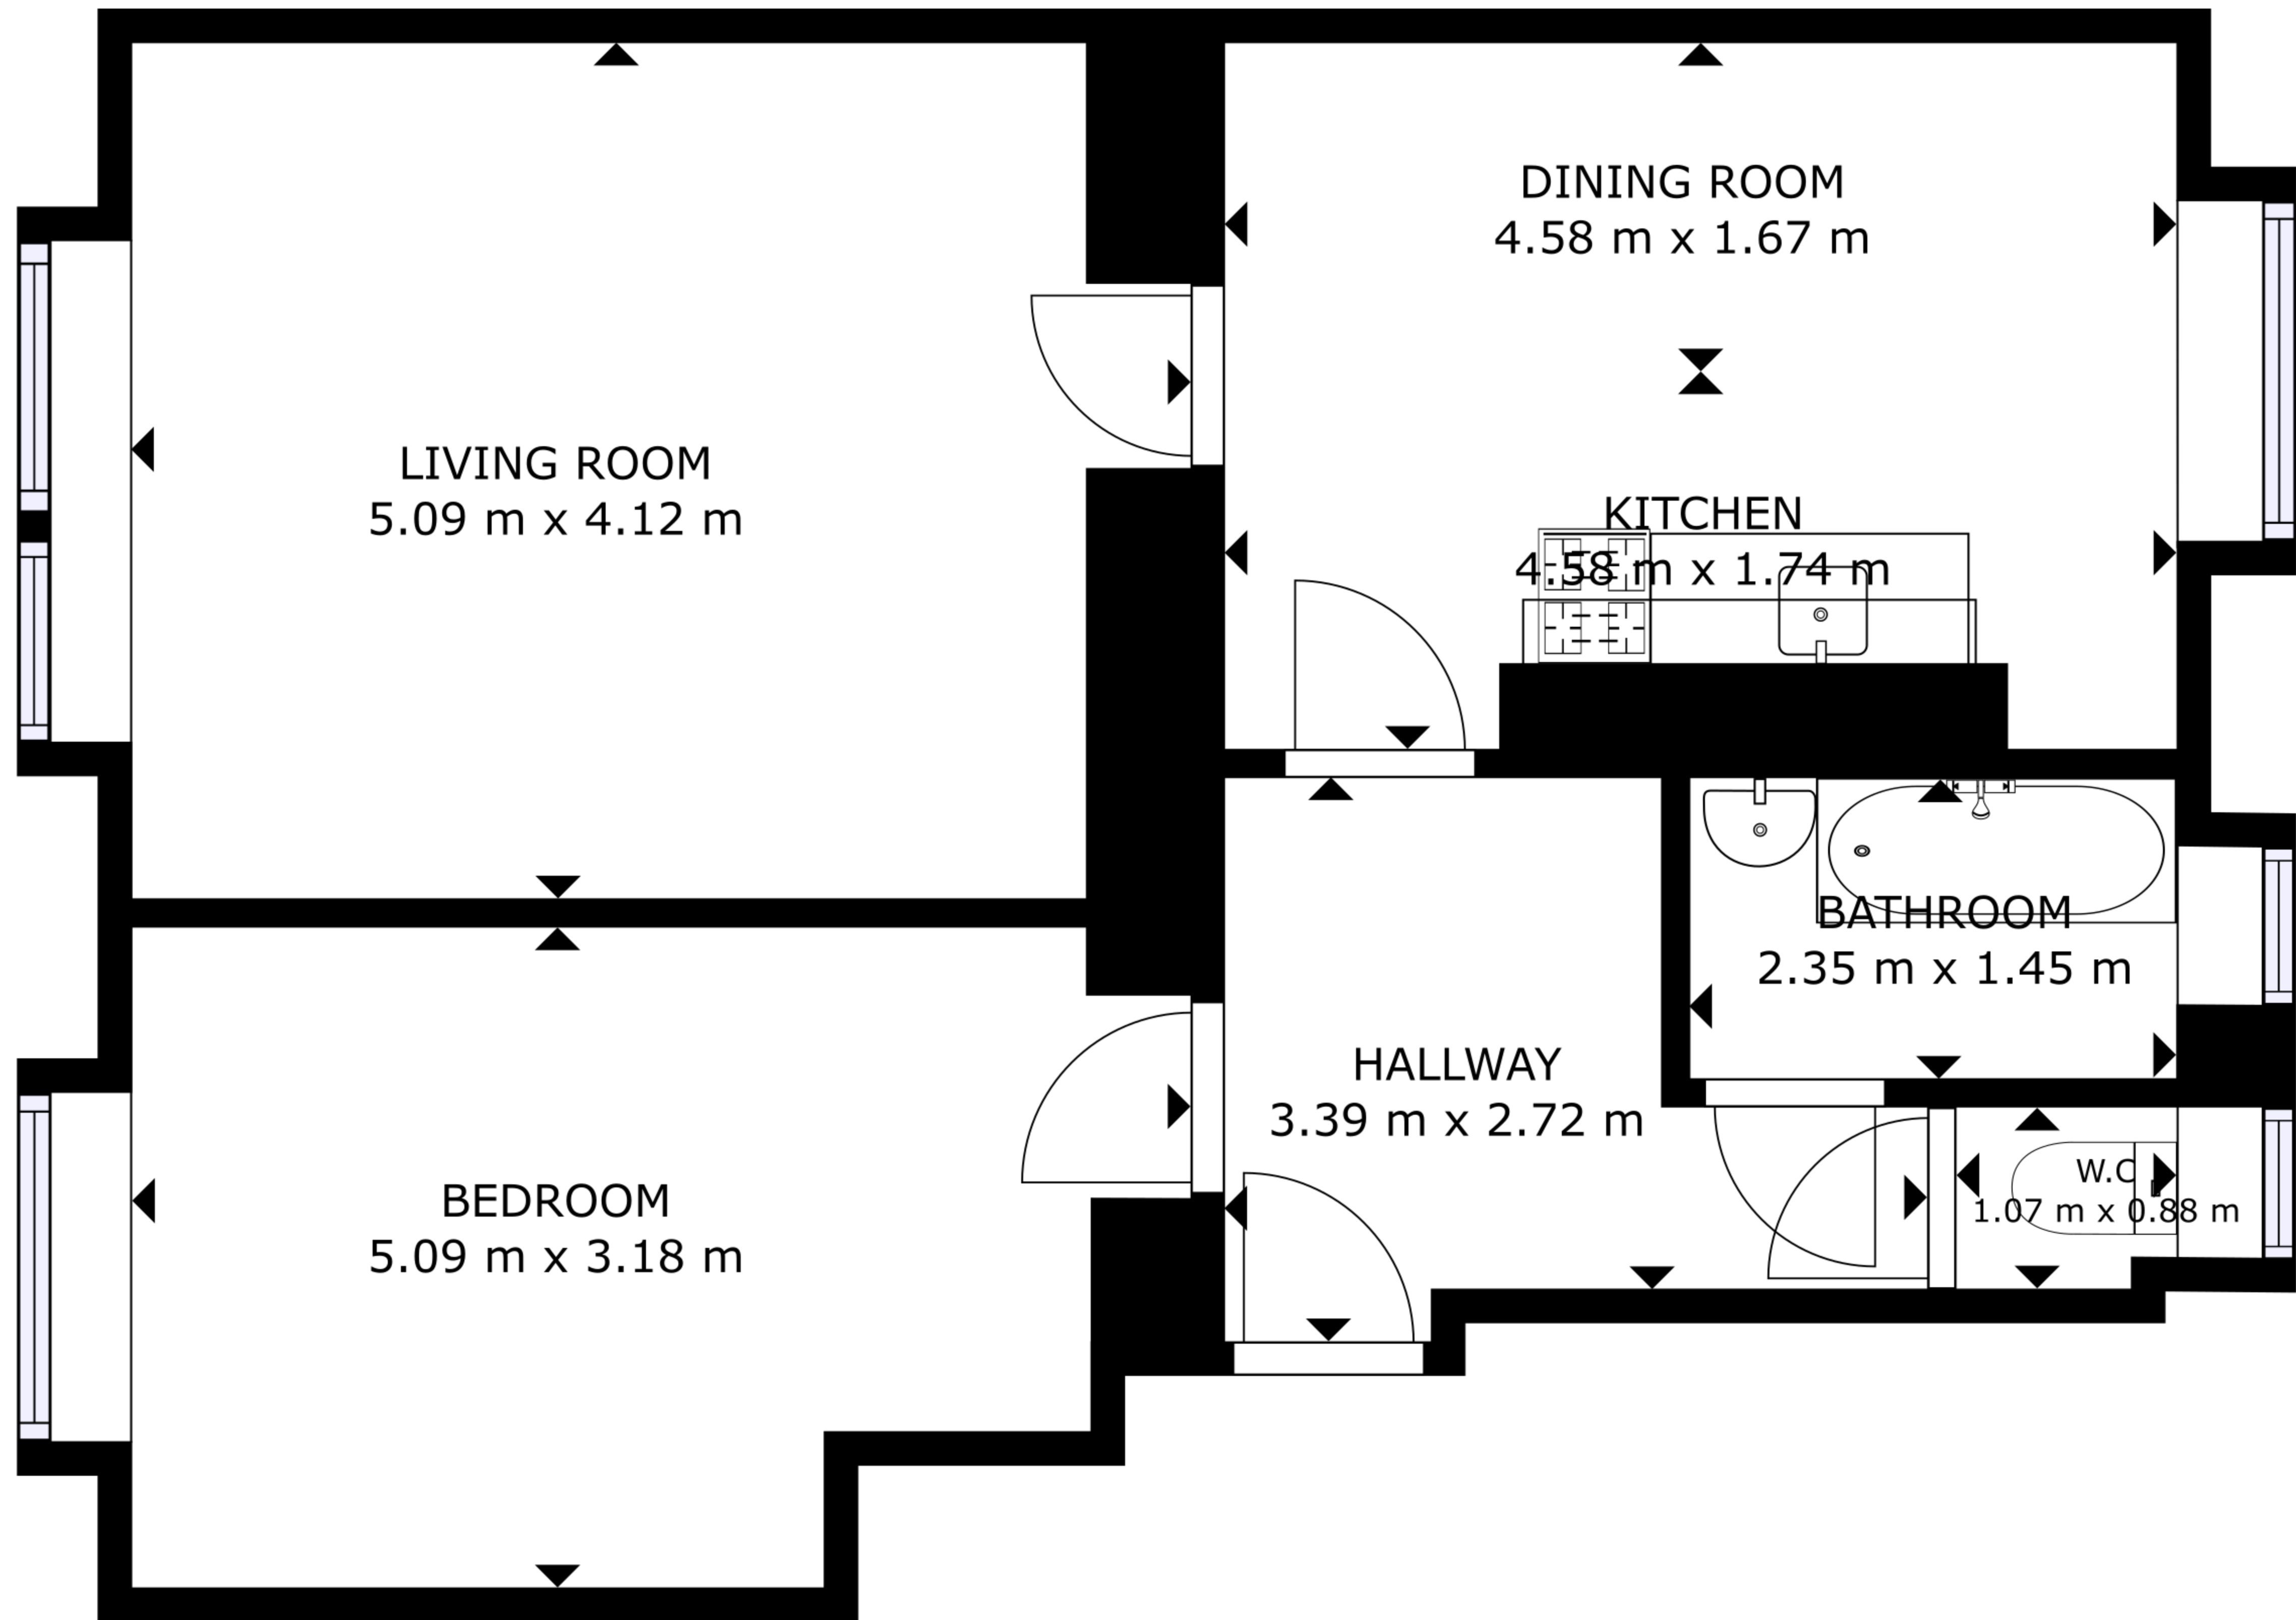 DINING ROOM
4.58 m x 1.67 m
LIVING ROOM
5.09 m x 4.12 m
KITCHEN
4.58 m x 1.74 m
BATHROOM
2.35 m x 1.45 m
HALLWAY
3.39 m x 2.72 m
W.C
1.07 m x 0.88 m
BEDROOM
5.09 m x 3.18 m